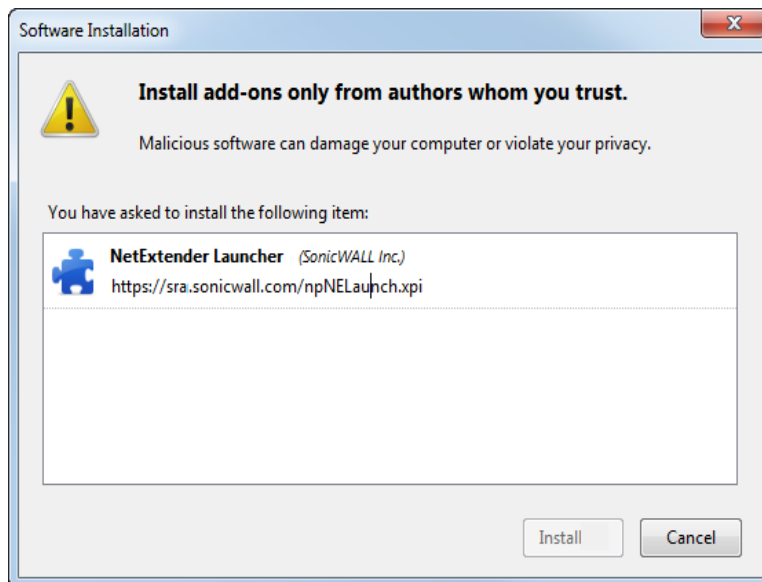 Software Installation
Install add-ons only from authors whom you trust.
Malicious software can damage your computer or violate your privacy.
You have asked to install the following item:
NetExtender Launcher (SonicWALL Inc.)
https://sra.sonicwall.com/npNELaunch.xpi
Install Cancel